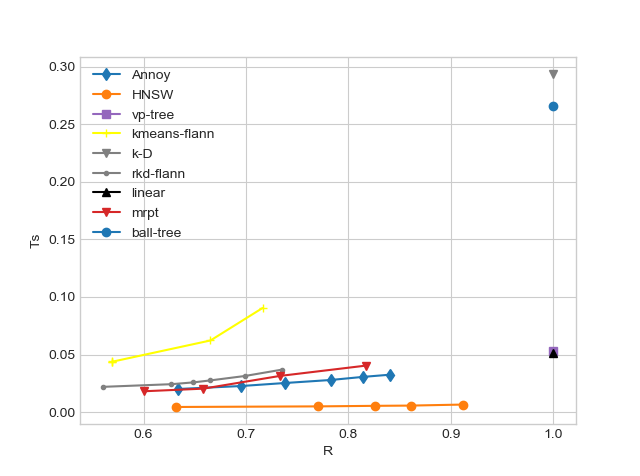 0.30
0.25
0.20
0.15
0.10
0.05
0.00
Ts
Annoy
HNSW
vp-tree
kmeans-flann
k-D
rkd-flann
linear
mrpt
ball-tree
0.6 0.7 0.8 0.9 1.0
R